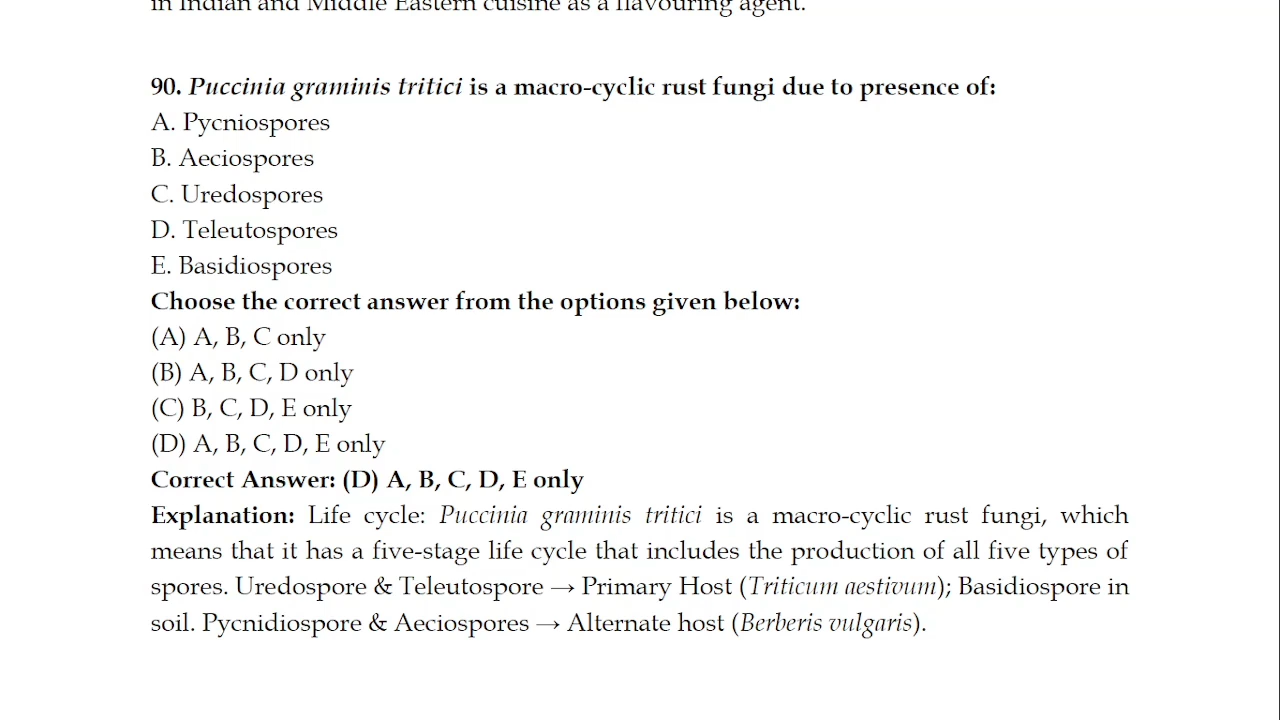 in Indian and Middle Eastern cuisine as a flavouring agent.
90. Puccinia graminis tritici is a macro-cyclic rust fungi due to presence of:
A. Pycniospores
B. Aeciospores
C. Uredospores
D. Teleutospores
E. Basidiospores
Choose the correct answer from the options given below:
(A) A, B, C only
(B) A, B, C, D only
(C) B, C, D, E only
(D) A, B, C, D, E only
Correct Answer: (D) A, B, C, D, E only
Explanation: Life cycle: Puccinia graminis tritici is a macro-cyclic rust fungi, which
means that it has a five-stage life cycle that includes the production of all five types of
spores. Uredospore & Teleutospore → Primary Host (Triticum aestivum); Basidiospore in
soil. Pycnidiospore & Aeciospores → Alternate host (Berberis vulgaris).